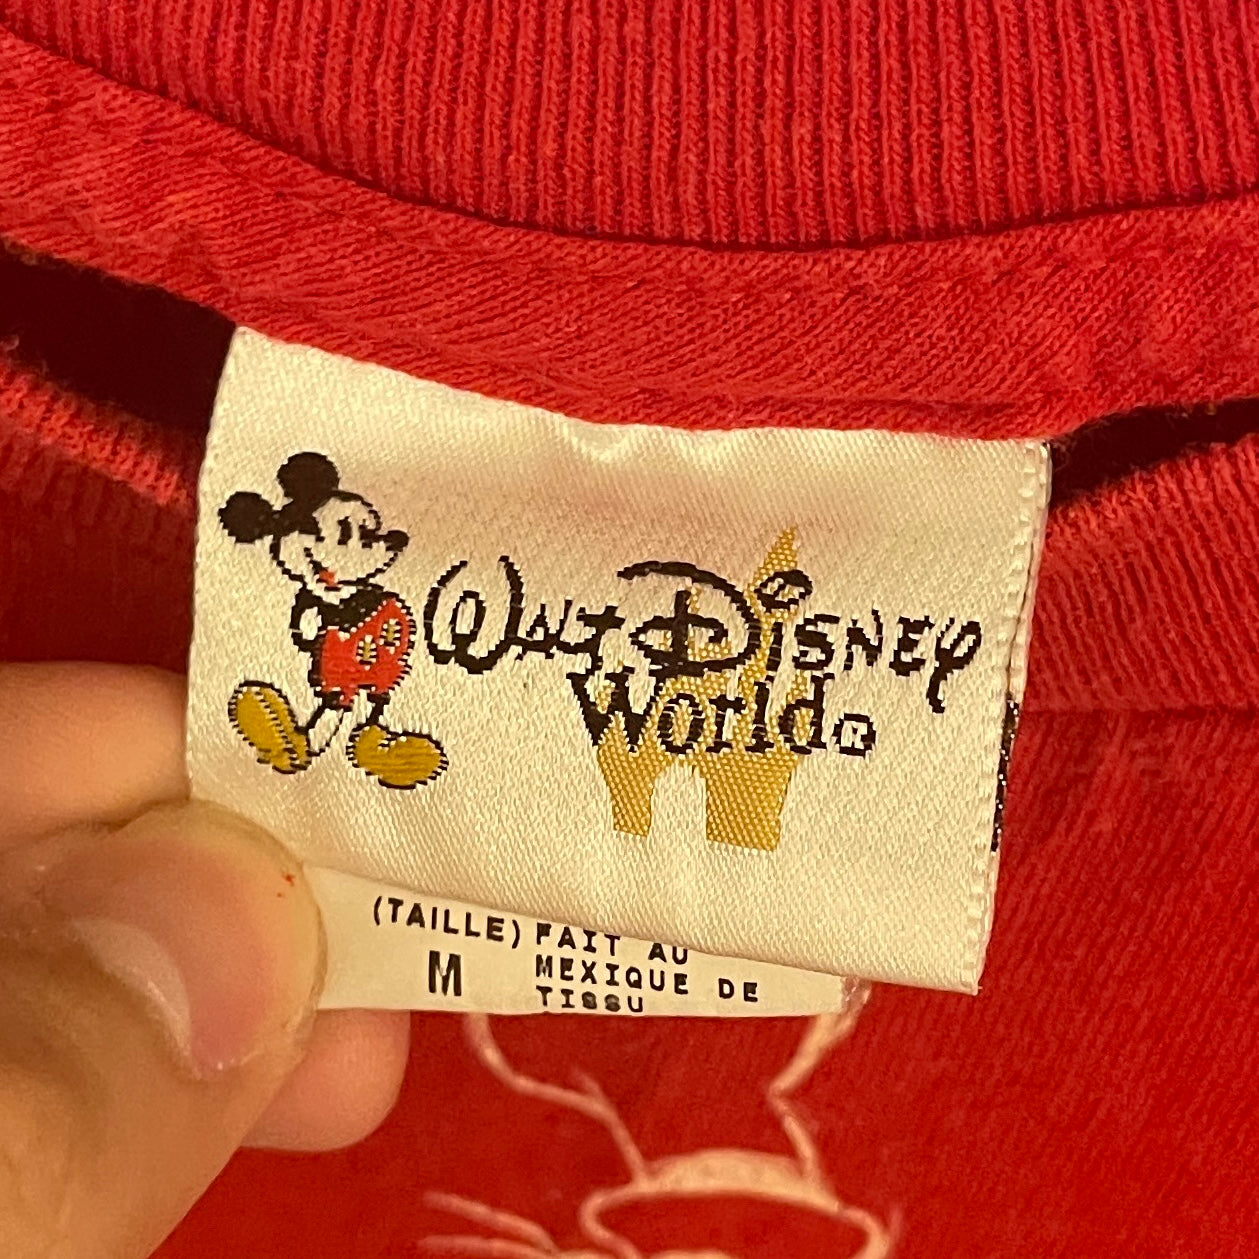 Walt Disney
World®
(TAILLE) FAIT AU
M MEXIQUE DE
TISSU